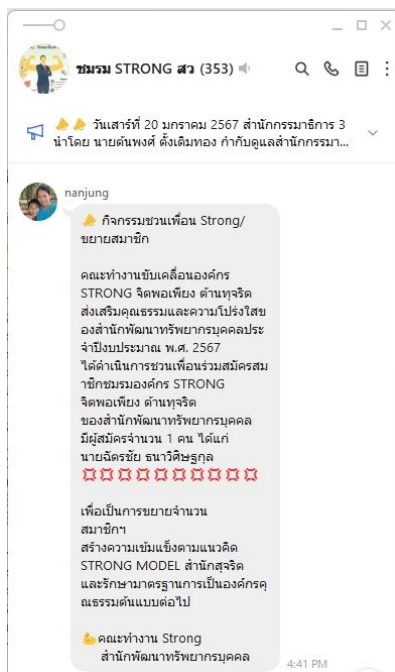 ชมรม STRONG สว (353)
วันเสาร์ที่ 20 มกราคม 2567 สำนักกรรมาธิการ 3
นำโดย นายต้นพงศ์ ตั้งเติมทอง กำกับดูแลสำนักกรรมา...
nanjung
กิจกรรมชวนเพื่อน Strong/
ขยายสมาชิก
คณะทำงานขับเคลื่อนองค์กร
STRONG จิตพอเพียง ต้านทุจริต
ส่งเสริมคุณธรรมและความโปร่งใสข
องสำนักพัฒนาทรัพยากรบุคคลประ
จำปีงบประมาณ พ.ศ. 2567
ได้ดำเนินการชวนเพื่อนร่วมสมัครสม
าชิกชมรมองค์กร STRONG
จิตพอเพียง ต้านทุจริต
ของสำนักพัฒนาทรัพยากรบุคคล
มีผู้สมัครจำนวน 1 คน ได้แก่
นายฉัตรชัย ธนาวิศิษฐกุล
เพื่อเป็นการขยายจำนวน
สมาชิกฯ
สร้างความเข้มแข็งตามแนวคิด
STRONG MODEL สำนักสุจริต
และรักษามาตรฐานการเป็นองค์กรคุ
ณธรรมต้นแบบต่อไป
คณะทำงาน Strong
สำนักพัฒนาทรัพยากรบุคคล
4:41 PM